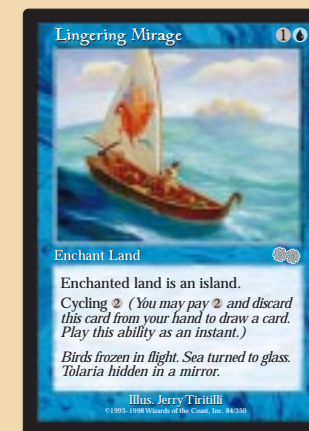 Lingering Mirage 1
Enchant Land
Enchanted land is an island.
Cycling 2 (You may pay 2 and discard
this card from your hand to draw a card.
Play this ability as an instant.)
Birds frozen in flight. Sea turned to glass.
Tolaria hidden in a mirror.
Illus. Jerry Tiritilli
©1993–1998 Wizards of the Coast, Inc. 84/350